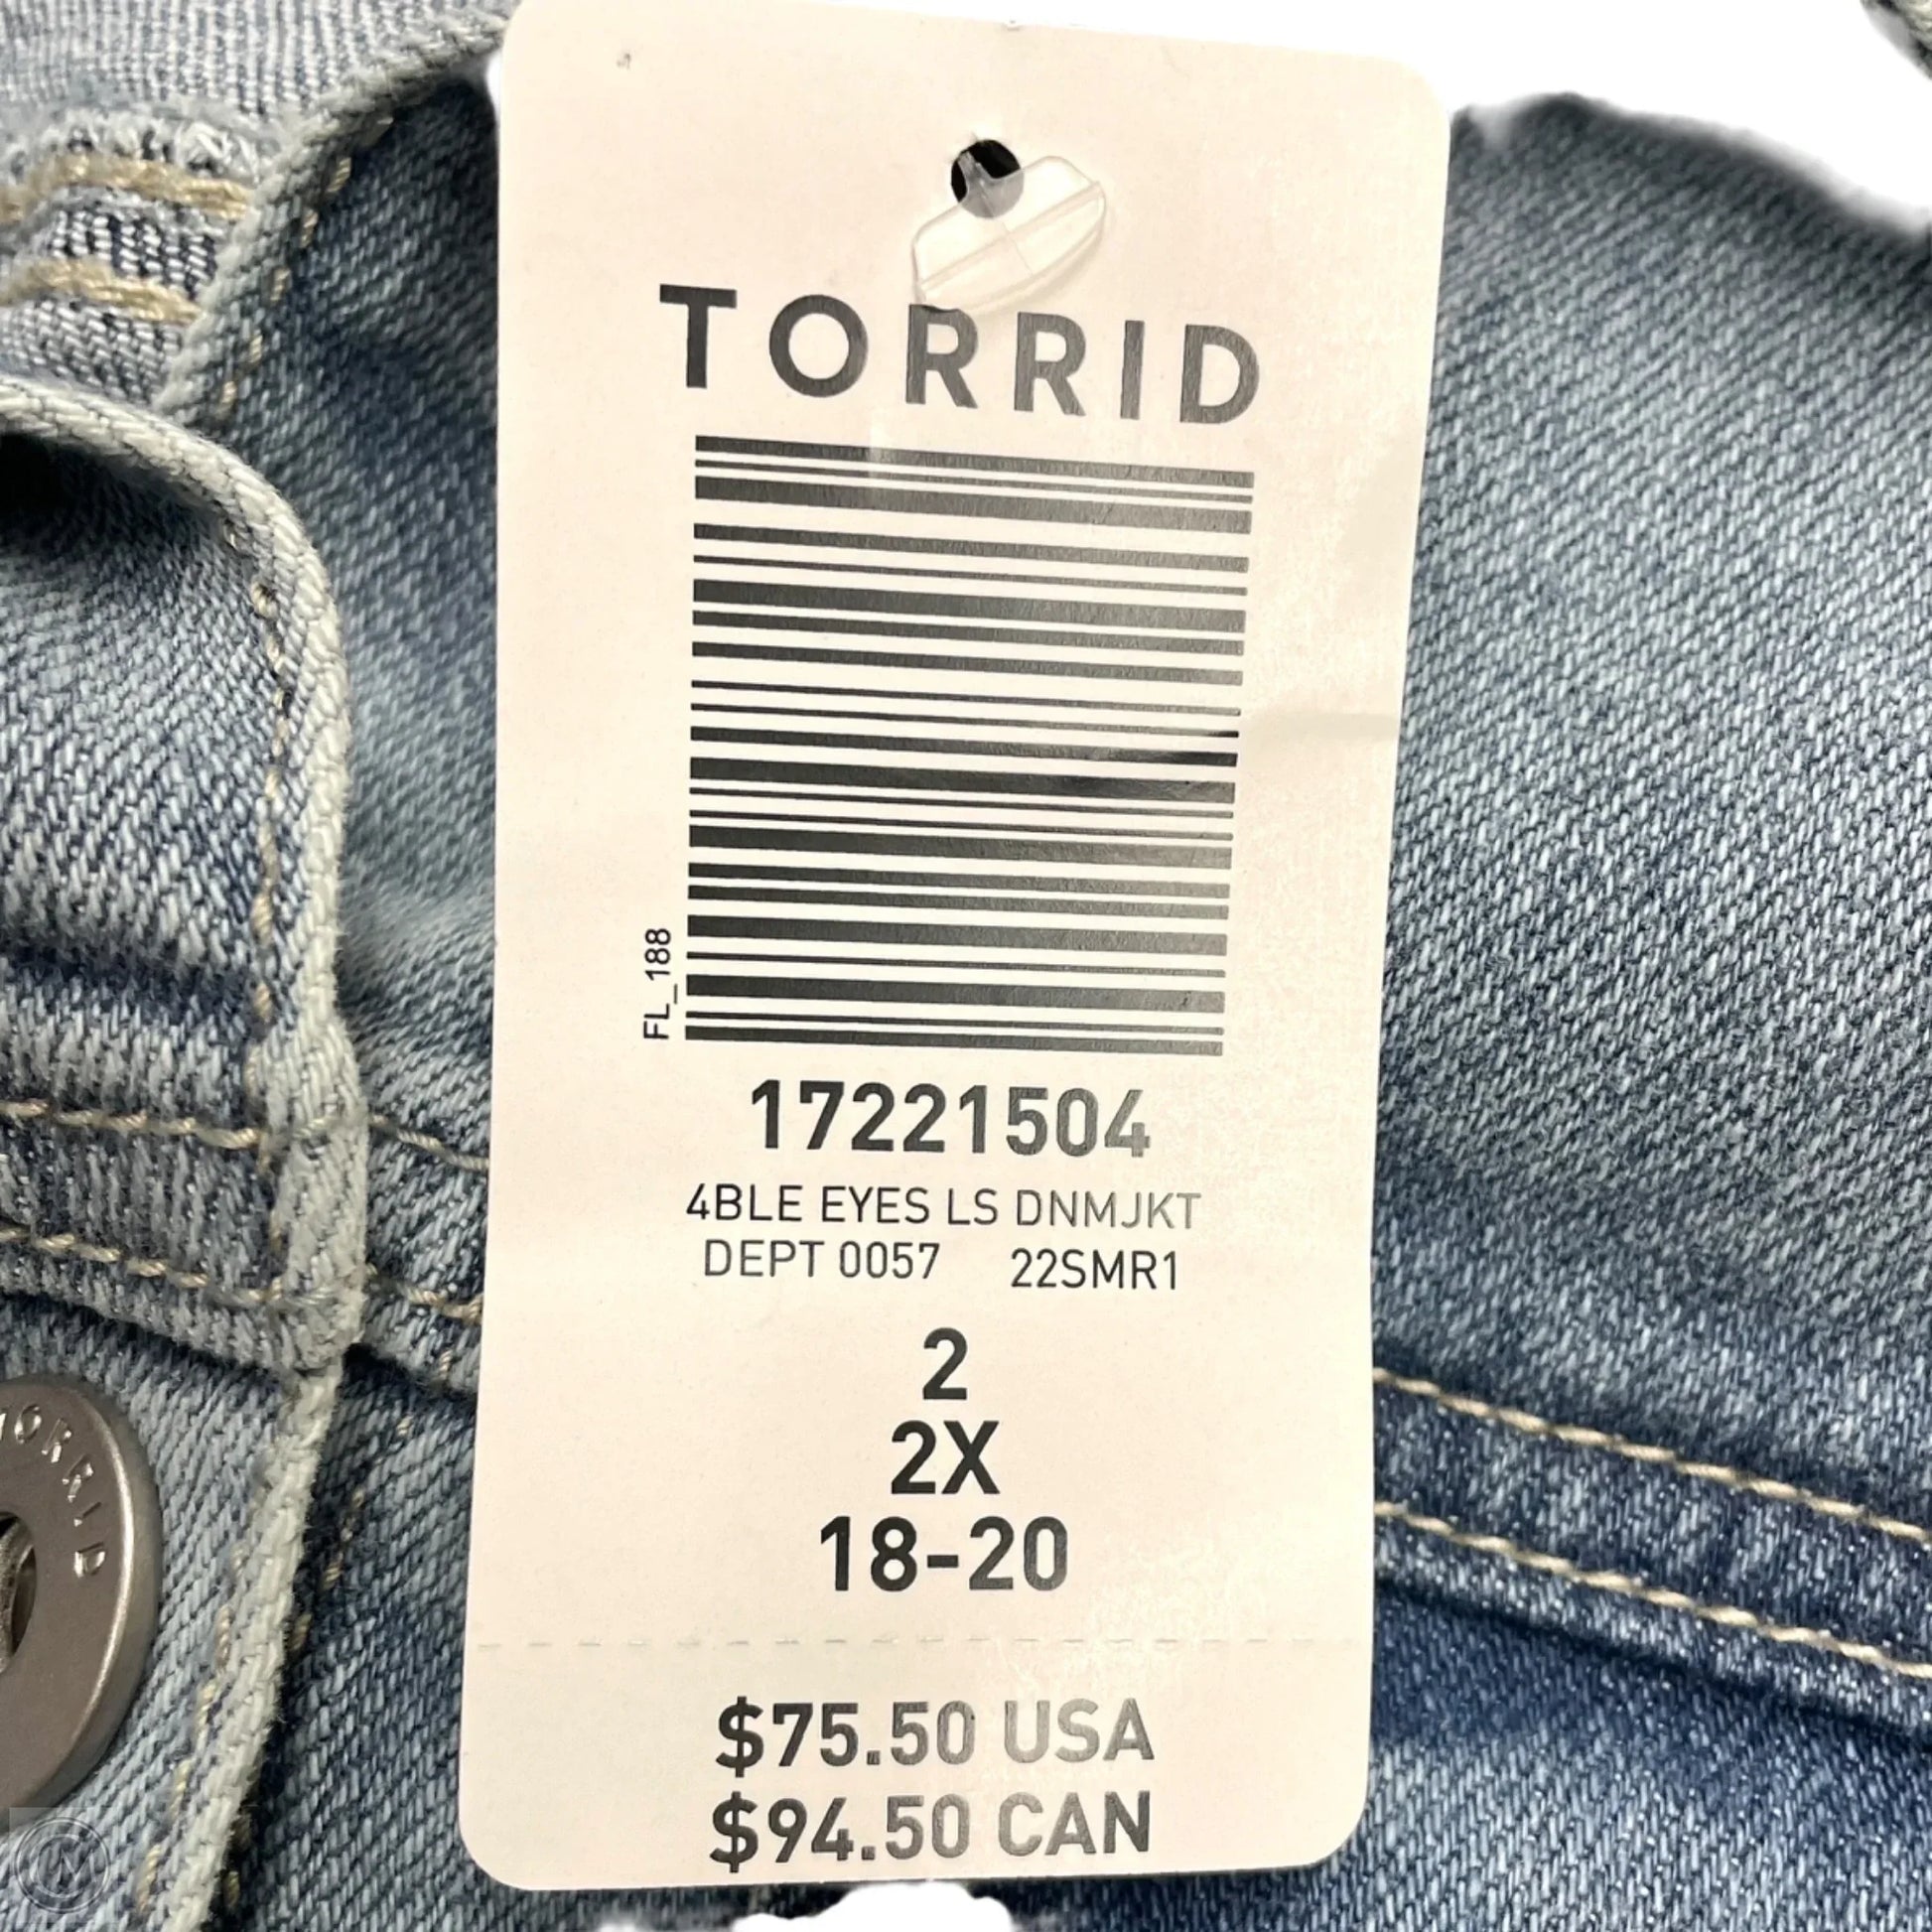 TORRID
FL_188
17221504
4BLE EYES LS DNMJKT
DEPT 0057 22SMR1
2
2X
18-20
$75.50 USA
$94.50 CAN
TORRID